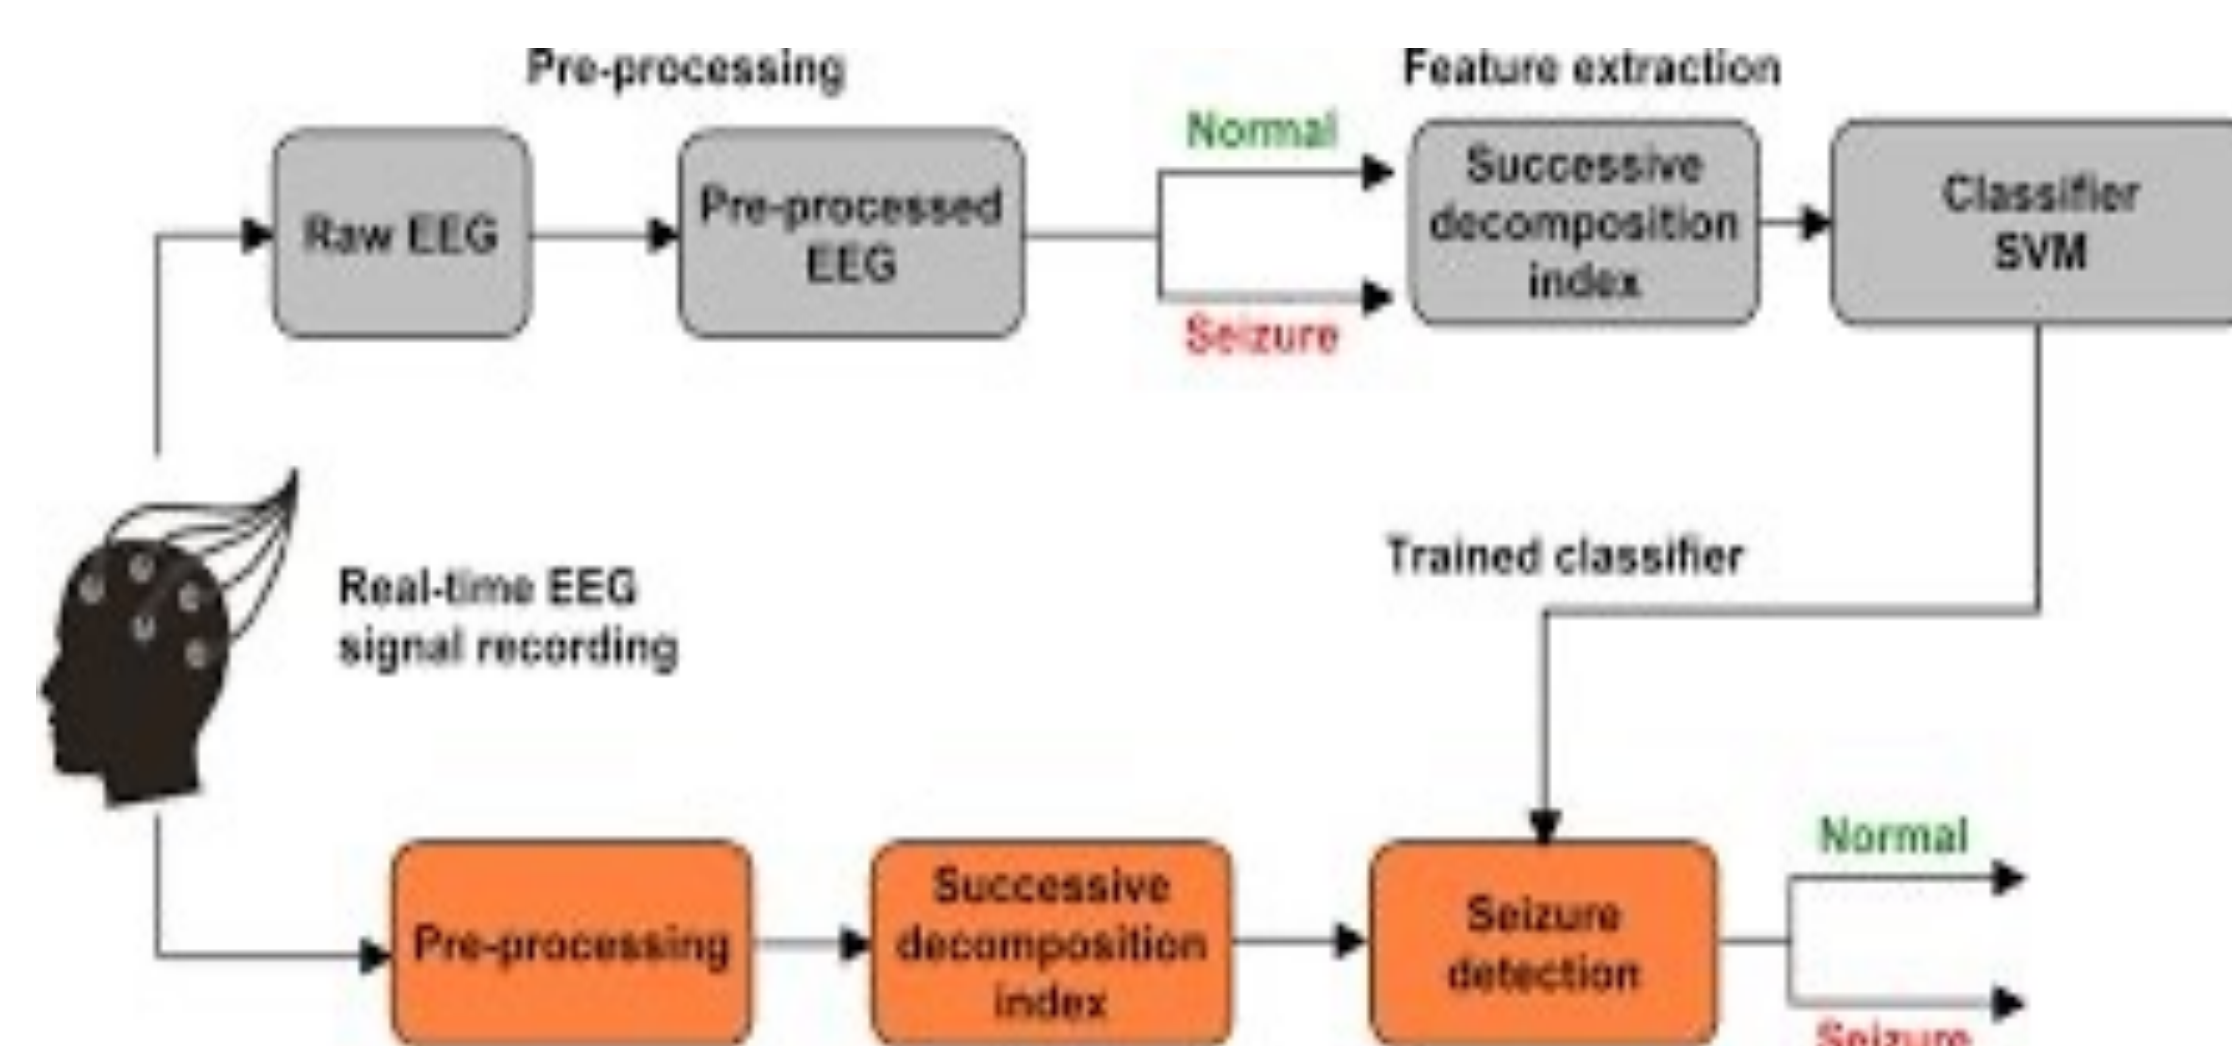 Pre-processing
Feature extraction
Raw EEG
Pre-processed
EEG
Normal
Seizure
Successive
decomposition
index
Classifier
SVM
Real-time EEG
signal recording
Trained classifier
Pre-processing
Successive
decomposition
index
Seizure
detection
Normal
Seizure